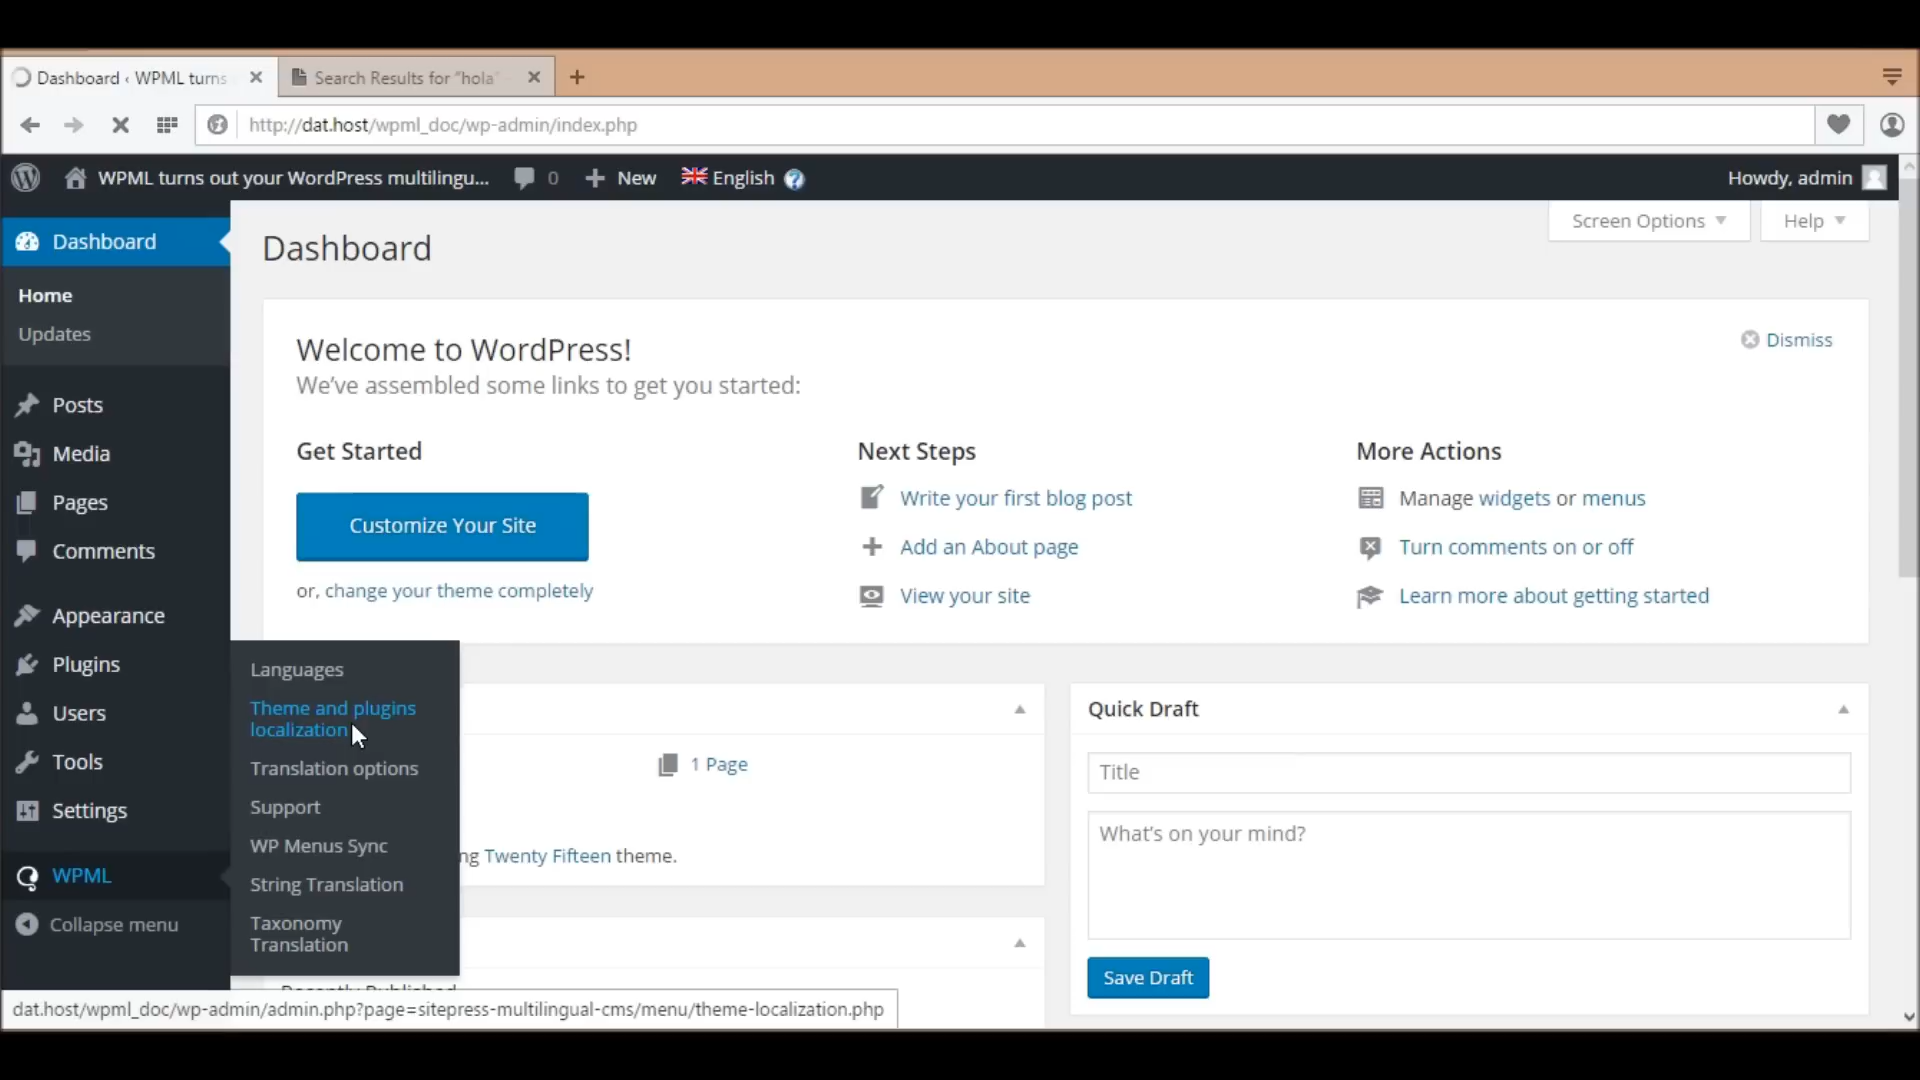 Dashboard ‹ WPML turns
Search Results for "hola"
http://dat.host/wpml_doc/wp-admin/index.php
WPML turns out your WordPress multilingu...
0
New
English
Howdy, admin
Dashboard
Home
Updates
Posts
Media
Pages
Comments
Appearance
Plugins
Users
Tools
Settings
WPML
Collapse menu
Languages
Theme and plugins
localization
Translation options
Support
WP Menus Sync
String Translation
Taxonomy
Translation
Screen Options
Help
Dashboard
Welcome to WordPress!
Dismiss
We've assembled some links to get you started:
Get Started
Customize Your Site
or, change your theme completely
Next Steps
Write your first blog post
Add an About page
View your site
More Actions
Manage widgets or menus
Turn comments on or off
Learn more about getting started
1 Page
Twenty Fifteen theme.
Recently Published
Quick Draft
Title
What's on your mind?
Save Draft
dat.host/wpml_doc/wp-admin/admin.php?page=sitepress-multilingual-cms/menu/theme-localization.php